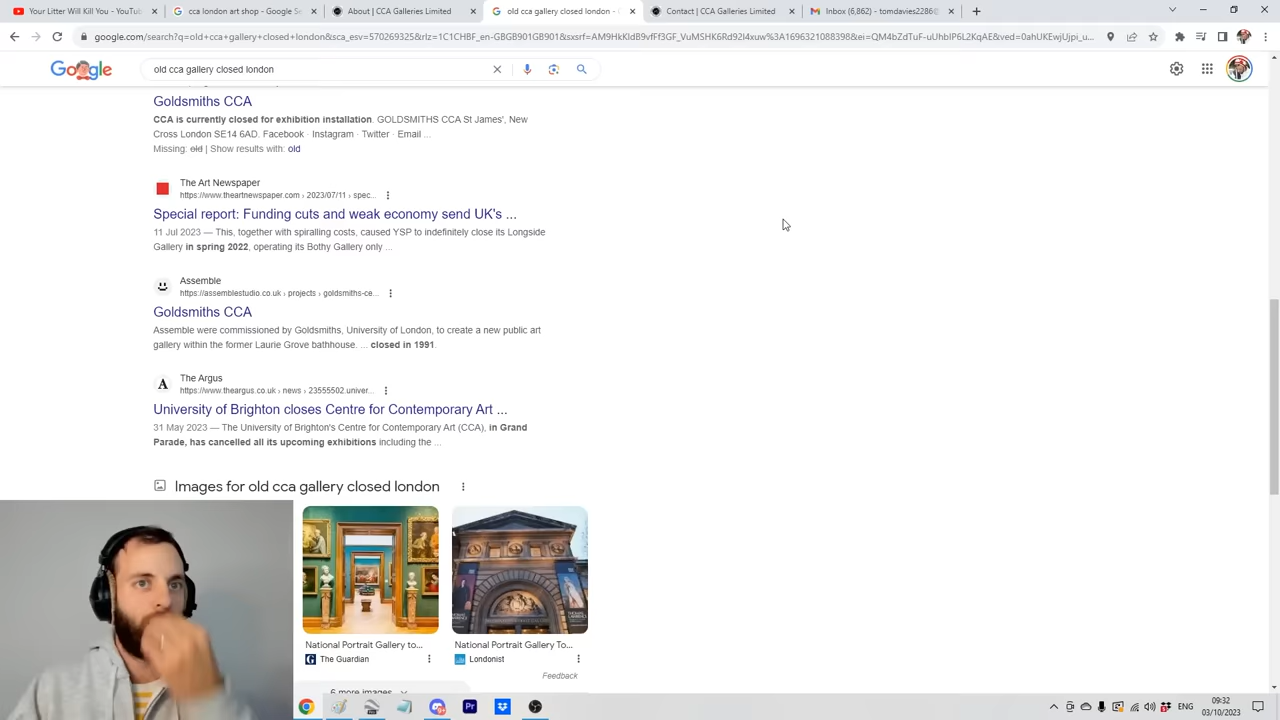 Your Litter Will Kill You - Yo
cca london art shop - Google Se
About | CCA Galleries Limited
old cca gallery closed london -
Contact | CCA Galleries Limited
Inbox (6,862) - tomdavies2286@
Google
old cca gallery closed london
Goldsmiths CCA
CCA is currently closed for exhibition installation. GOLDSMITHS CCA St James', New
Cross London SE14 6AD. Facebook · Instagram · Twitter · Email ...
Missing: old | Show results with: old
The Art Newspaper
https://www.theartnewspaper.com › 2023/07/11 › spec...
Special report: Funding cuts and weak economy send UK's ...
11 Jul 2023 — This, together with spiralling costs, caused YSP to indefinitely close its Longside
Gallery in spring 2022, operating its Bothy Gallery only ...
Assemble
https://assemblestudio.co.uk › projects › goldsmiths-ce...
Goldsmiths CCA
Assemble were commissioned by Goldsmiths, University of London, to create a new public art
gallery within the former Laurie Grove bathhouse. ... closed in 1991.
A
The Argus
https://www.theargus.co.uk › news › 23555502.univer...
University of Brighton closes Centre for Contemporary Art ...
31 May 2023 — The University of Brighton's Centre for Contemporary Art (CCA), in Grand
Parade, has cancelled all its upcoming exhibitions including the ...
Images for old cca gallery closed london
National Portrait Gallery to...
The Guardian
National Portrait Gallery To...
Londonist
Feedback
6 more images
Pr
ENG
09:32
03/10/2023